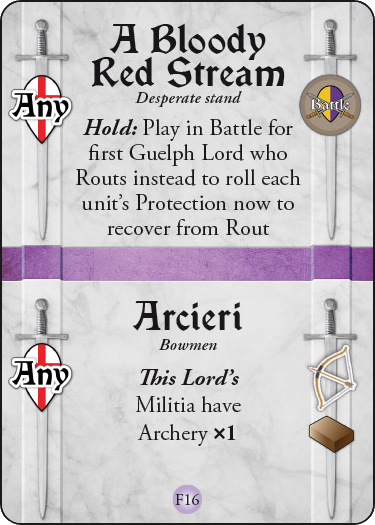 A Bloody
Red Stream
Desperate stand
Any
Battle
Hold: Play in Battle for
first Guelph Lord who
Routs instead to roll each
unit's Protection now to
recover from Rout
Arcieri
Bowmen
Any
This Lord's
Militia have
Archery ×1
F16